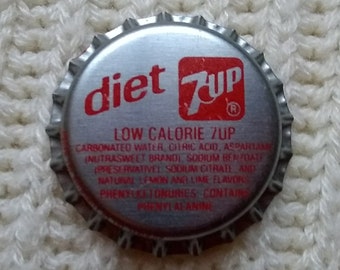 diet 7UP ®
LOW CALORIE 7UP
CARBONATED WATER, CITRIC ACID, ASPARTAME
(NUTRASWEET BRAND), SODIUM BENZOATE
(PRESERVATIVE), SODIUM CITRATE, AND
NATURAL LEMON AND LIME FLAVORS.
PHENYLKETONURICS: CONTAINS
PHENYLALANINE.